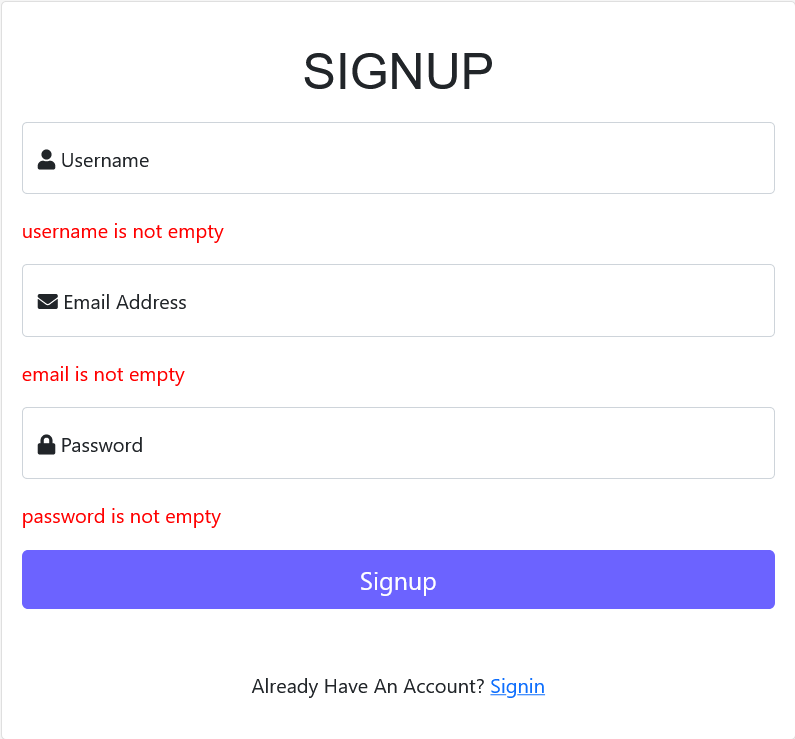 SIGNUP
Username
username is not empty
Email Address
email is not empty
Password
password is not empty
Signup
Already Have An Account? Signin